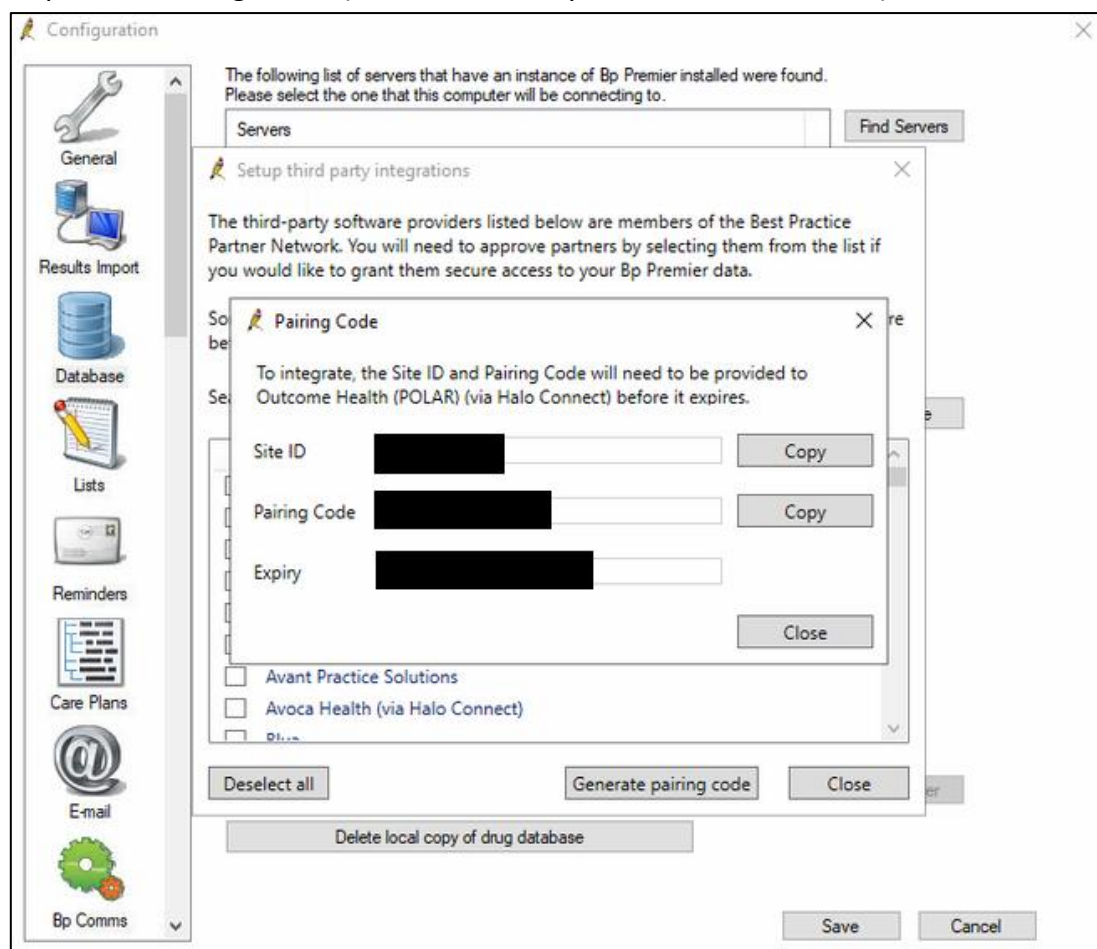 Configuration
The following list of servers that have an instance of Bp Premier installed were found.
Please select the one that this computer will be connecting to.
Servers
Find Servers
General
Results Import
Database
Lists
Reminders
Care Plans
E-mail
Bp Comms
Setup third party integrations
The third-party software providers listed below are members of the Best Practice
Partner Network. You will need to approve partners by selecting them from the list if
you would like to grant them secure access to your Bp Premier data.
Pairing Code
To integrate, the Site ID and Pairing Code will need to be provided to
Outcome Health (POLAR) (via Halo Connect) before it expires.
Site ID
Copy
Pairing Code
Copy
Expiry
Close
Avant Practice Solutions
Avoca Health (via Halo Connect)
Deselect all
Generate pairing code
Close
Delete local copy of drug database
Save
Cancel